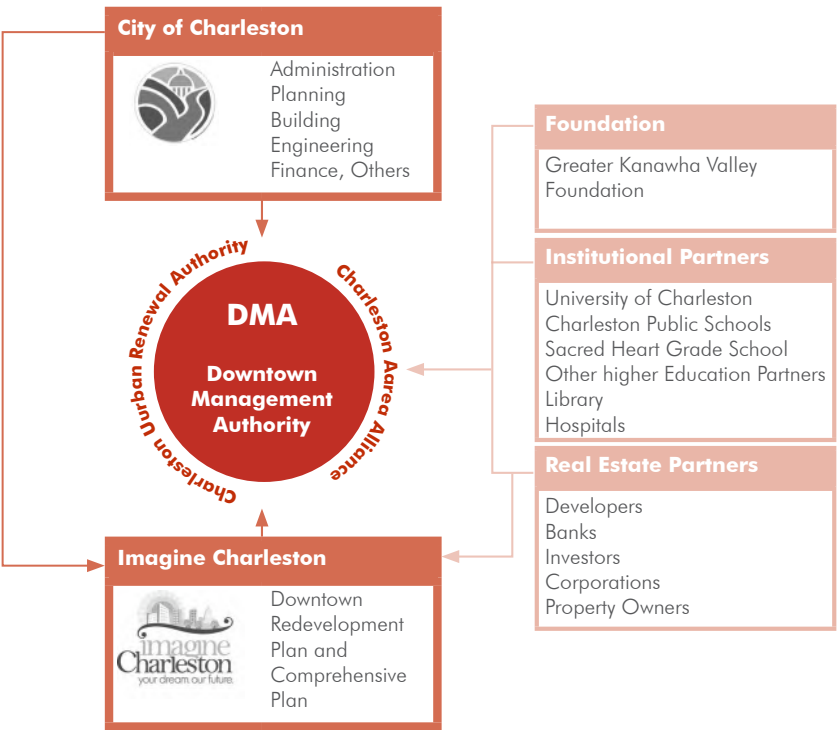 City of Charleston
Administration
Planning
Building
Engineering
Finance, Others
Foundation
Greater Kanawha Valley
Foundation
Institutional Partners
University of Charleston
Charleston Public Schools
Sacred Heart Grade School
Other higher Education Partners
Library
Hospitals
Real Estate Partners
Developers
Banks
Investors
Corporations
Property Owners
Charleston Uurban Renewal Authority
Charleston Aarea Alliance
DMA
Downtown
Management
Authority
Imagine Charleston
imagine
Charleston
your dream. our future.
Downtown
Redevelopment
Plan and
Comprehensive
Plan